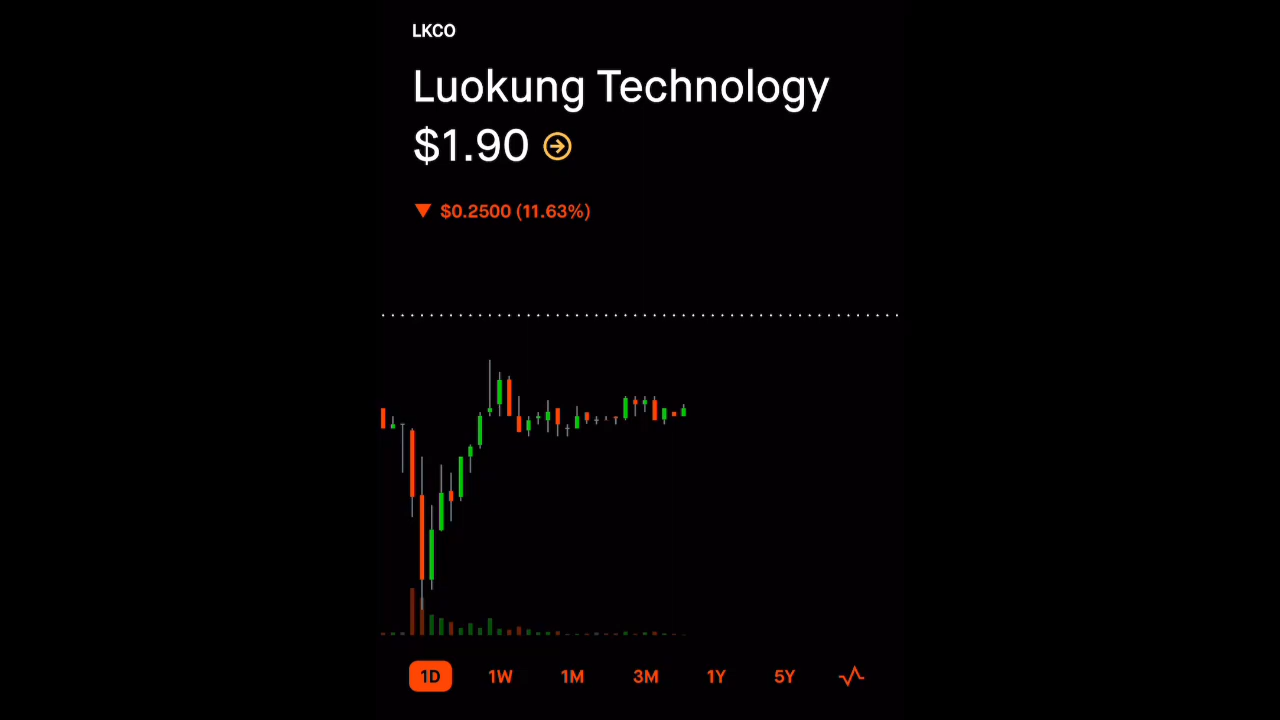 LKCO
Luokung Technology
$1.90
$0.2500 (11.63%)
1D 1W 1M 3M 1Y 5Y